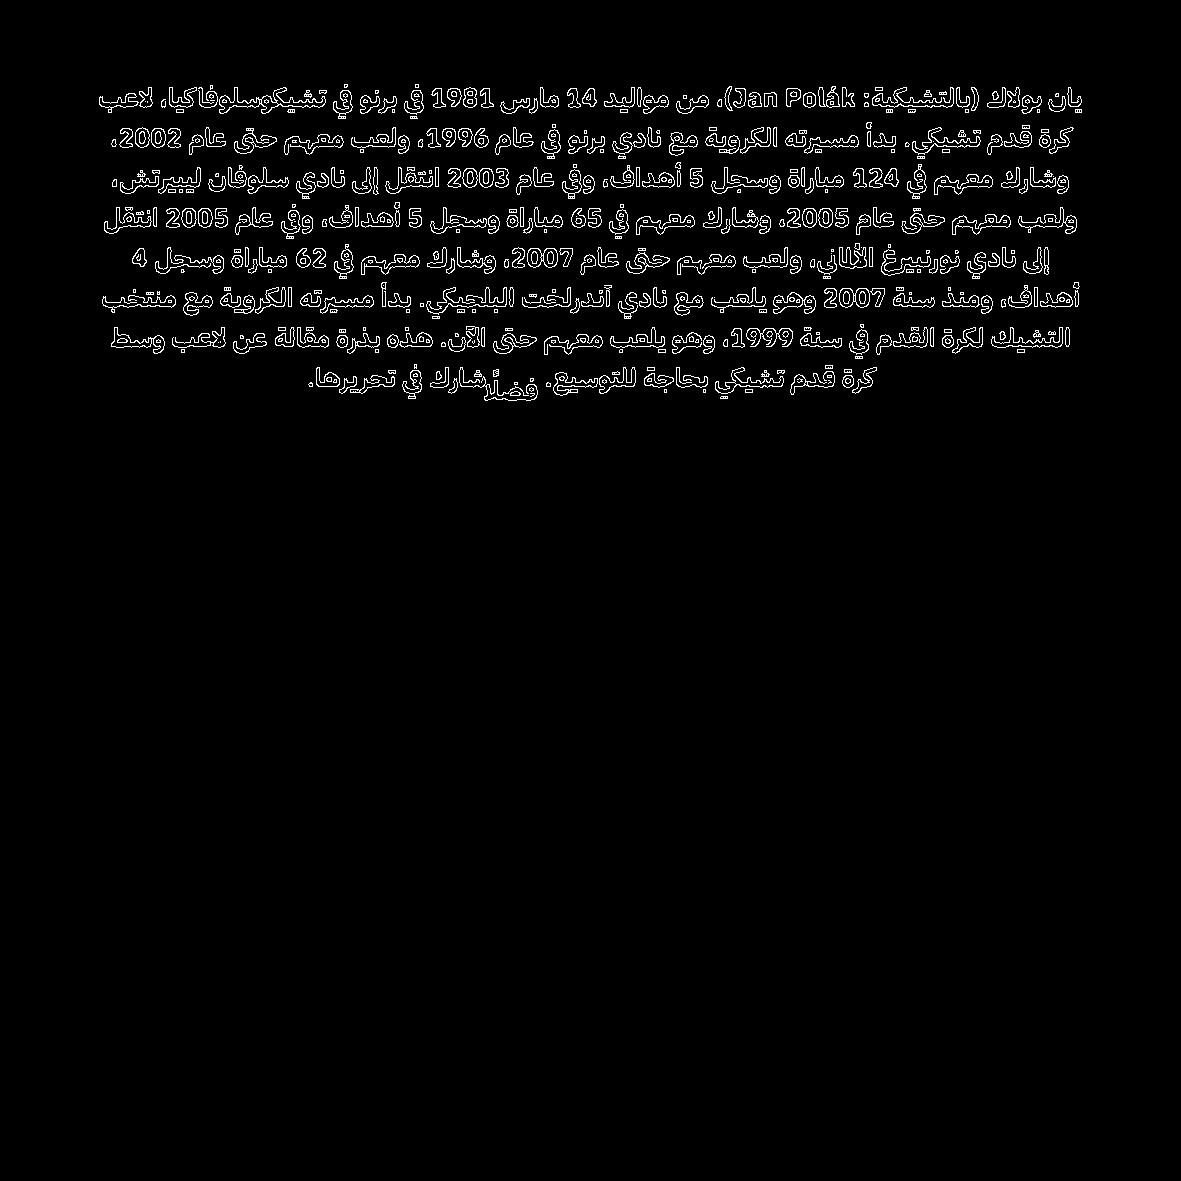 يان بولاك (بالتشيكية: Jan Polák)، من مواليد 14 مارس 1981 في برنو في تشيكوسلوفاكيا، لاعب
كرة قدم تشيكي. بدأ مسيرته الكروية مع نادي برنو في عام 1996، ولعب معهم حتى عام 2002،
وشارك معهم في 124 مباراة وسجل 5 أهداف، وفي عام 2003 انتقل إلى نادي سلوفان ليبيرتش،
ولعب معهم حتى عام 2005، وشارك معهم في 65 مباراة وسجل 5 أهداف، وفي عام 2005 انتقل
إلى نادي نورنبيرغ الألماني، ولعب معهم حتى عام 2007، وشارك معهم في 62 مباراة وسجل 4
أهداف، ومنذ سنة 2007 وهو يلعب مع نادي آندرلخت البلجيكي. بدأ مسيرته الكروية مع منتخب
التشيك لكرة القدم في سنة 1999، وهو يلعب معهم حتى الآن. هذه بذرة مقالة عن لاعب وسط
كرة قدم تشيكي بحاجة للتوسيع. فضلًا شارك في تحريرها.